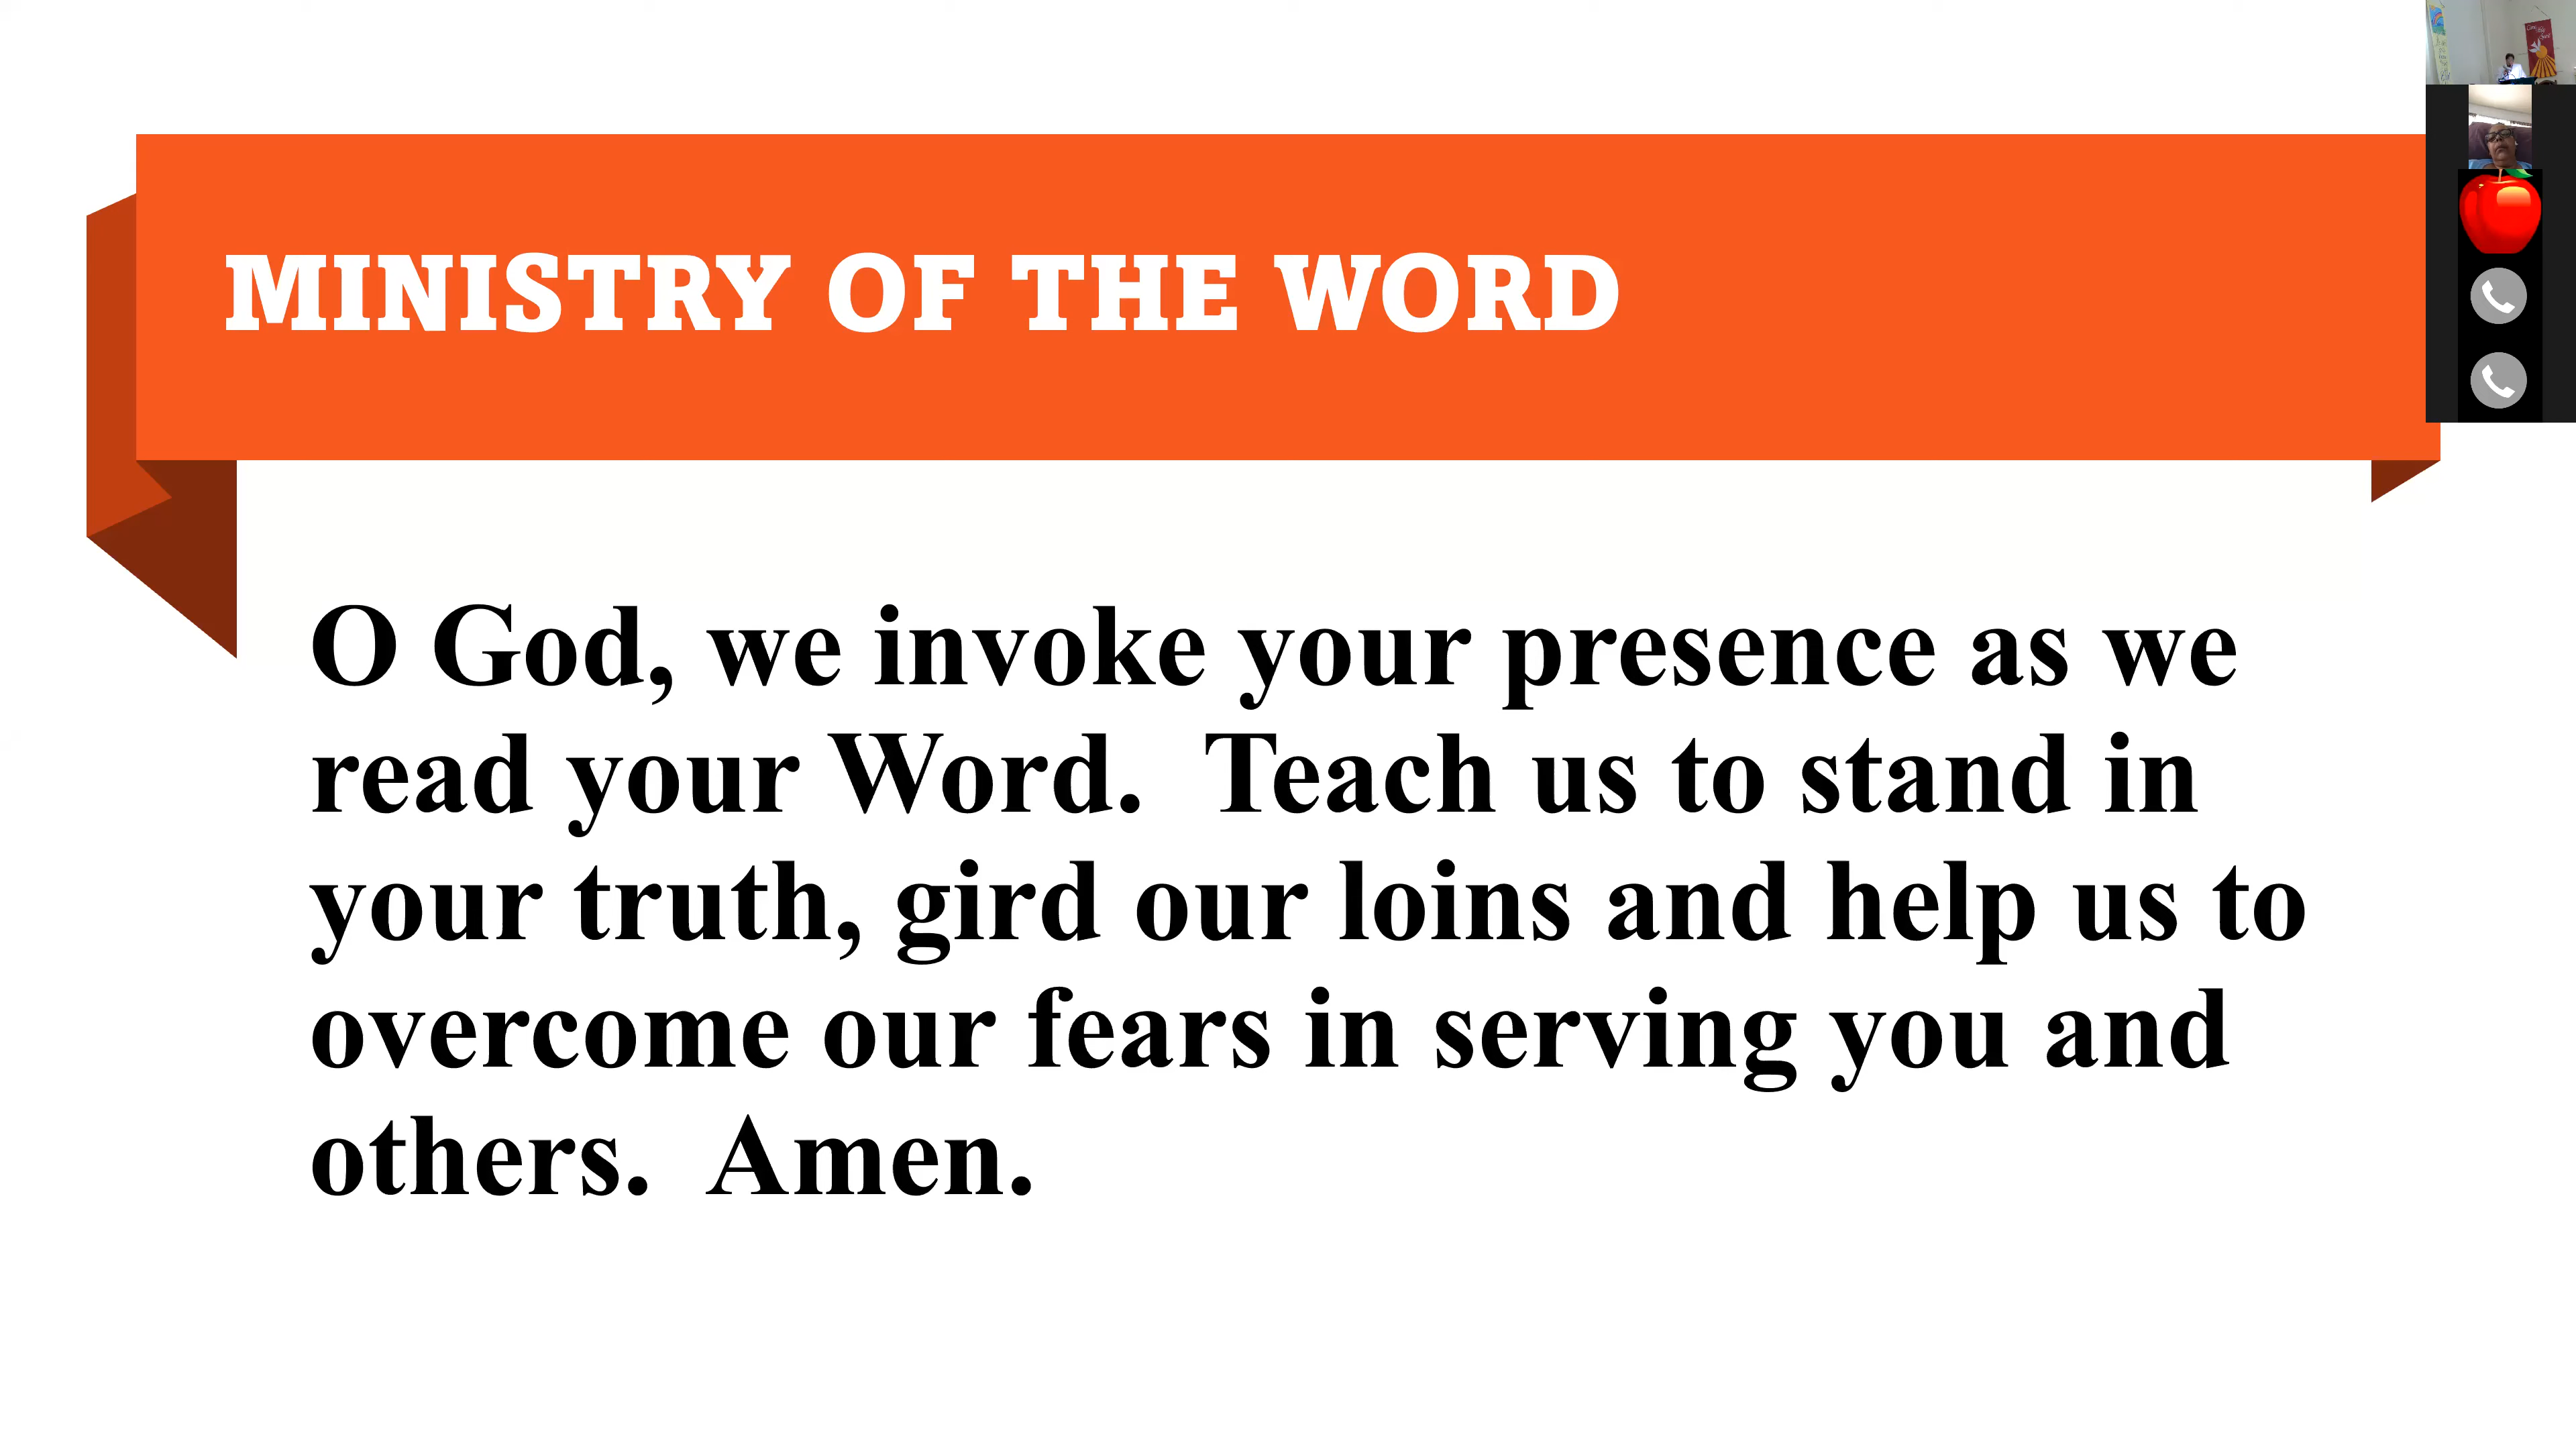 MINISTRY OF THE WORD
O God, we invoke your presence as we
read your Word.  Teach us to stand in
your truth, gird our loins and help us to
overcome our fears in serving you and
others.  Amen.